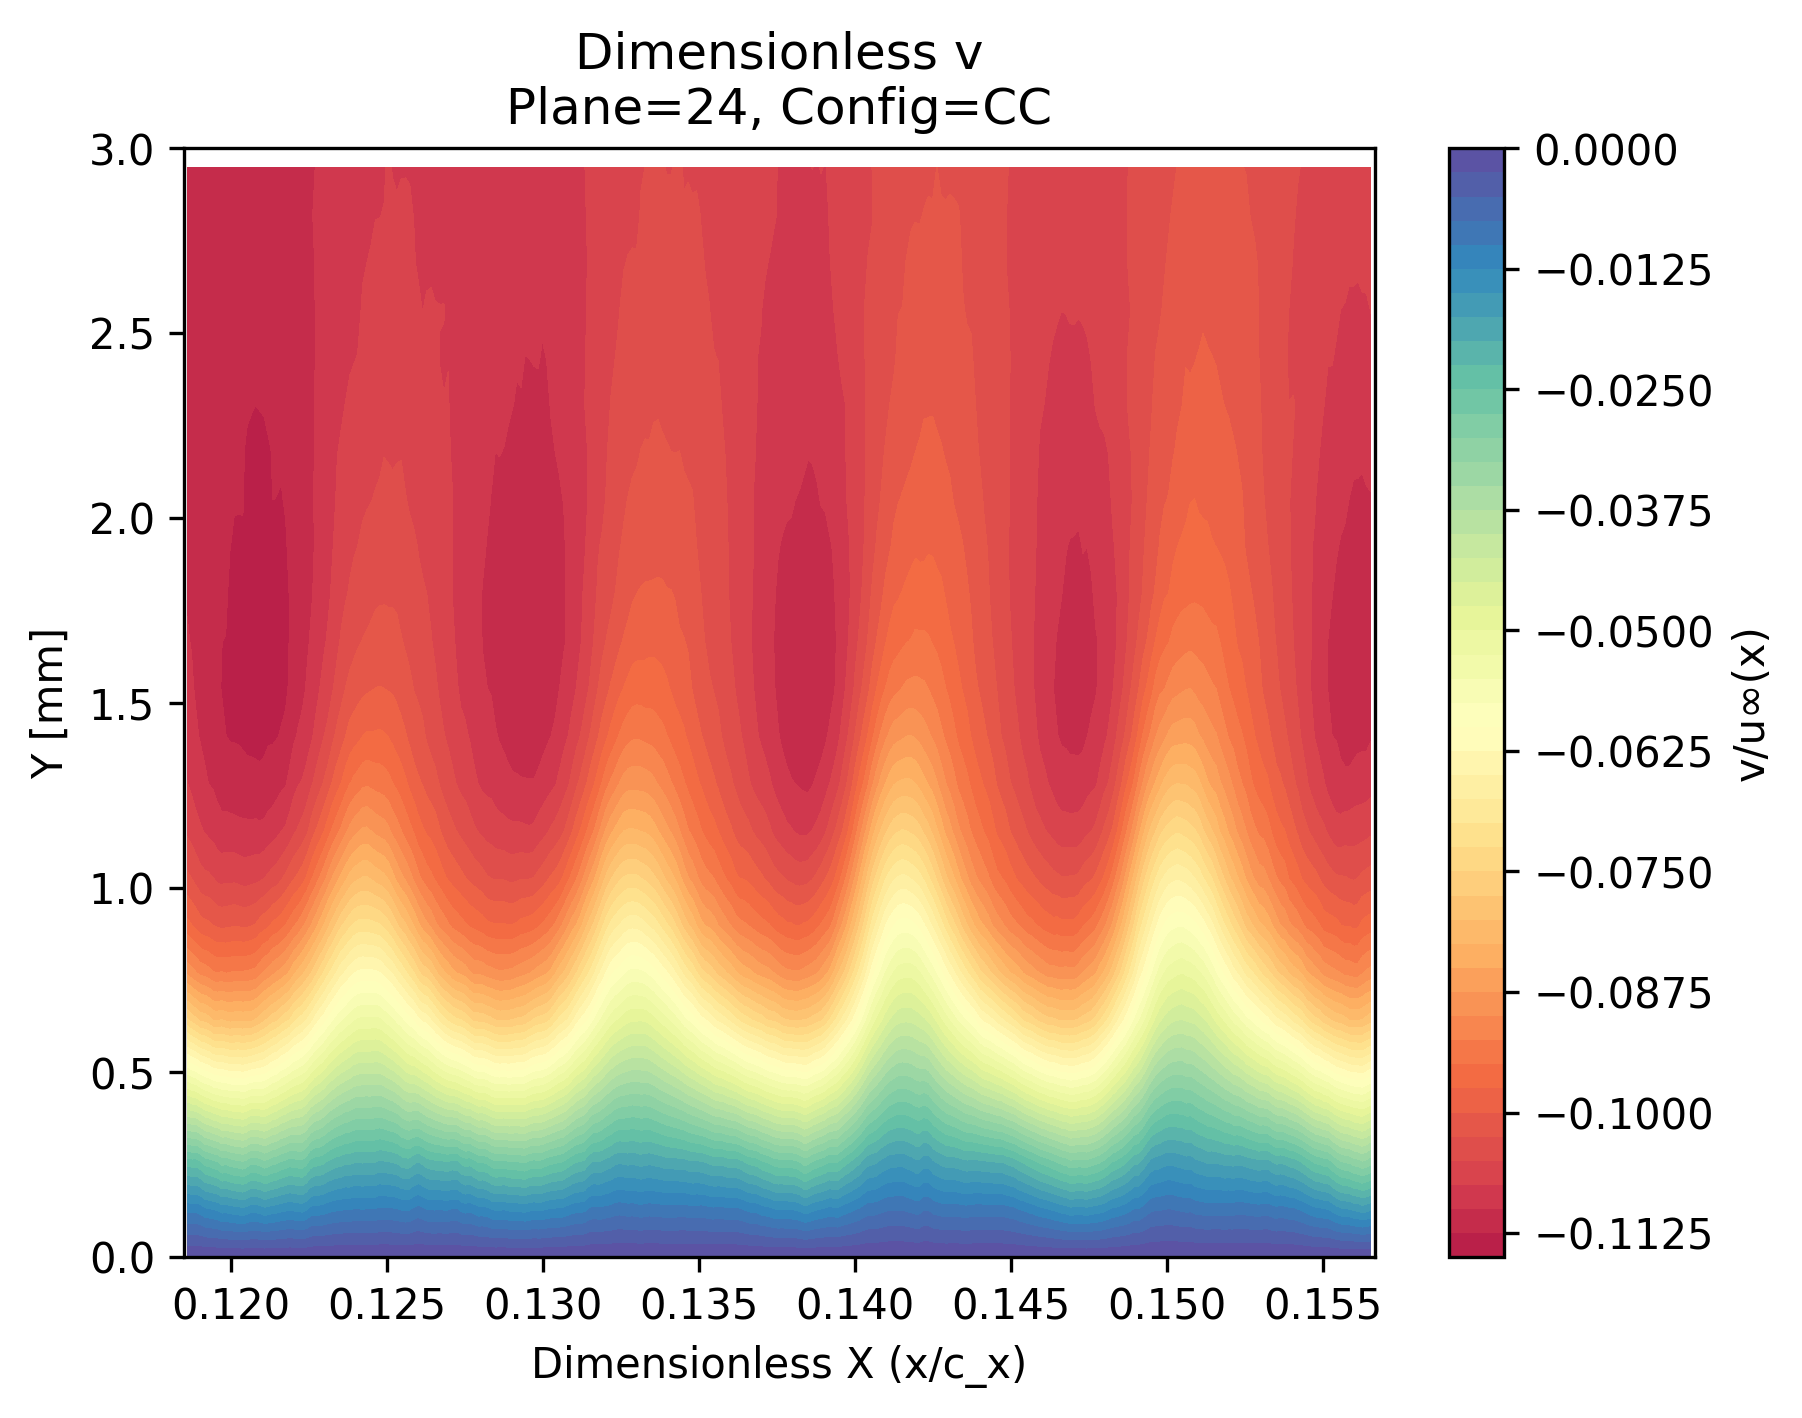 Dimensionless v
Plane=24, Config=CC
3.0
2.5
2.0
1.5
1.0
0.5
0.0
Y [mm]
0.120 0.125 0.130 0.135 0.140 0.145 0.150 0.155
Dimensionless X (x/c_x)
0.0000
−0.0125
−0.0250
−0.0375
−0.0500
−0.0625
−0.0750
−0.0875
−0.1000
−0.1125
v/u∞(x)